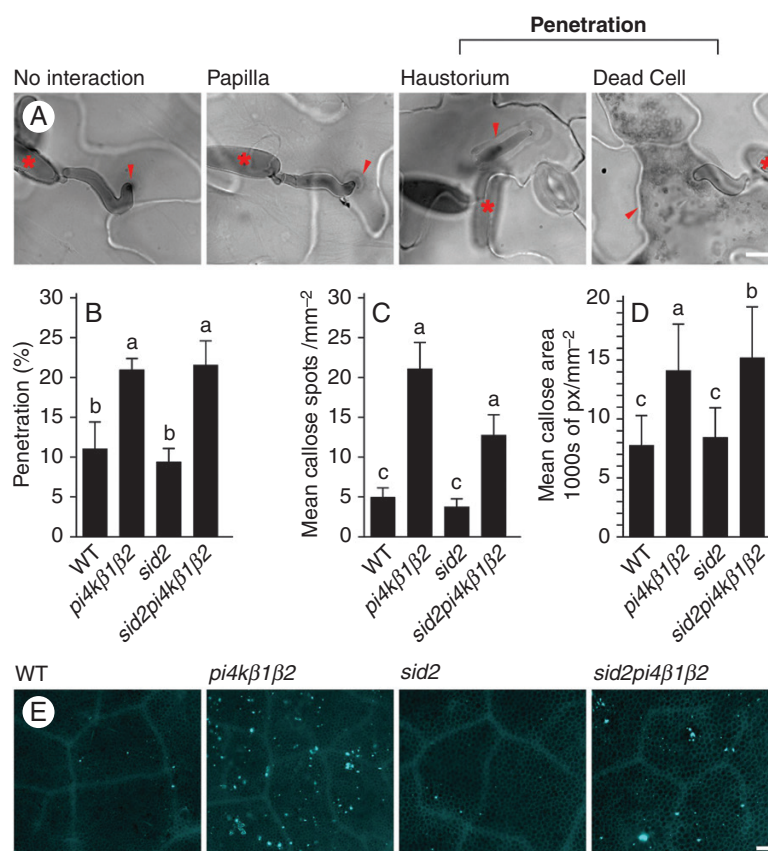 Penetration
No interaction Papilla Haustorium Dead Cell
A
B
Penetration (%)
30
25
20
15
10
5
0
b
a
b
a
WT
pi4kβ1β2
sid2
sid2pi4kβ1β2
C
Mean callose spots /mm–2
30
25
20
15
10
5
0
c
a
c
a
WT
pi4kβ1β2
sid2
sid2pi4kβ1β2
D
Mean callose area
1000s of px/mm–2
20
15
10
5
0
c
a
c
b
WT
pi4kβ1β2
sid2
sid2pi4kβ1β2
WT pi4kβ1β2 sid2 sid2pi4β1β2
E